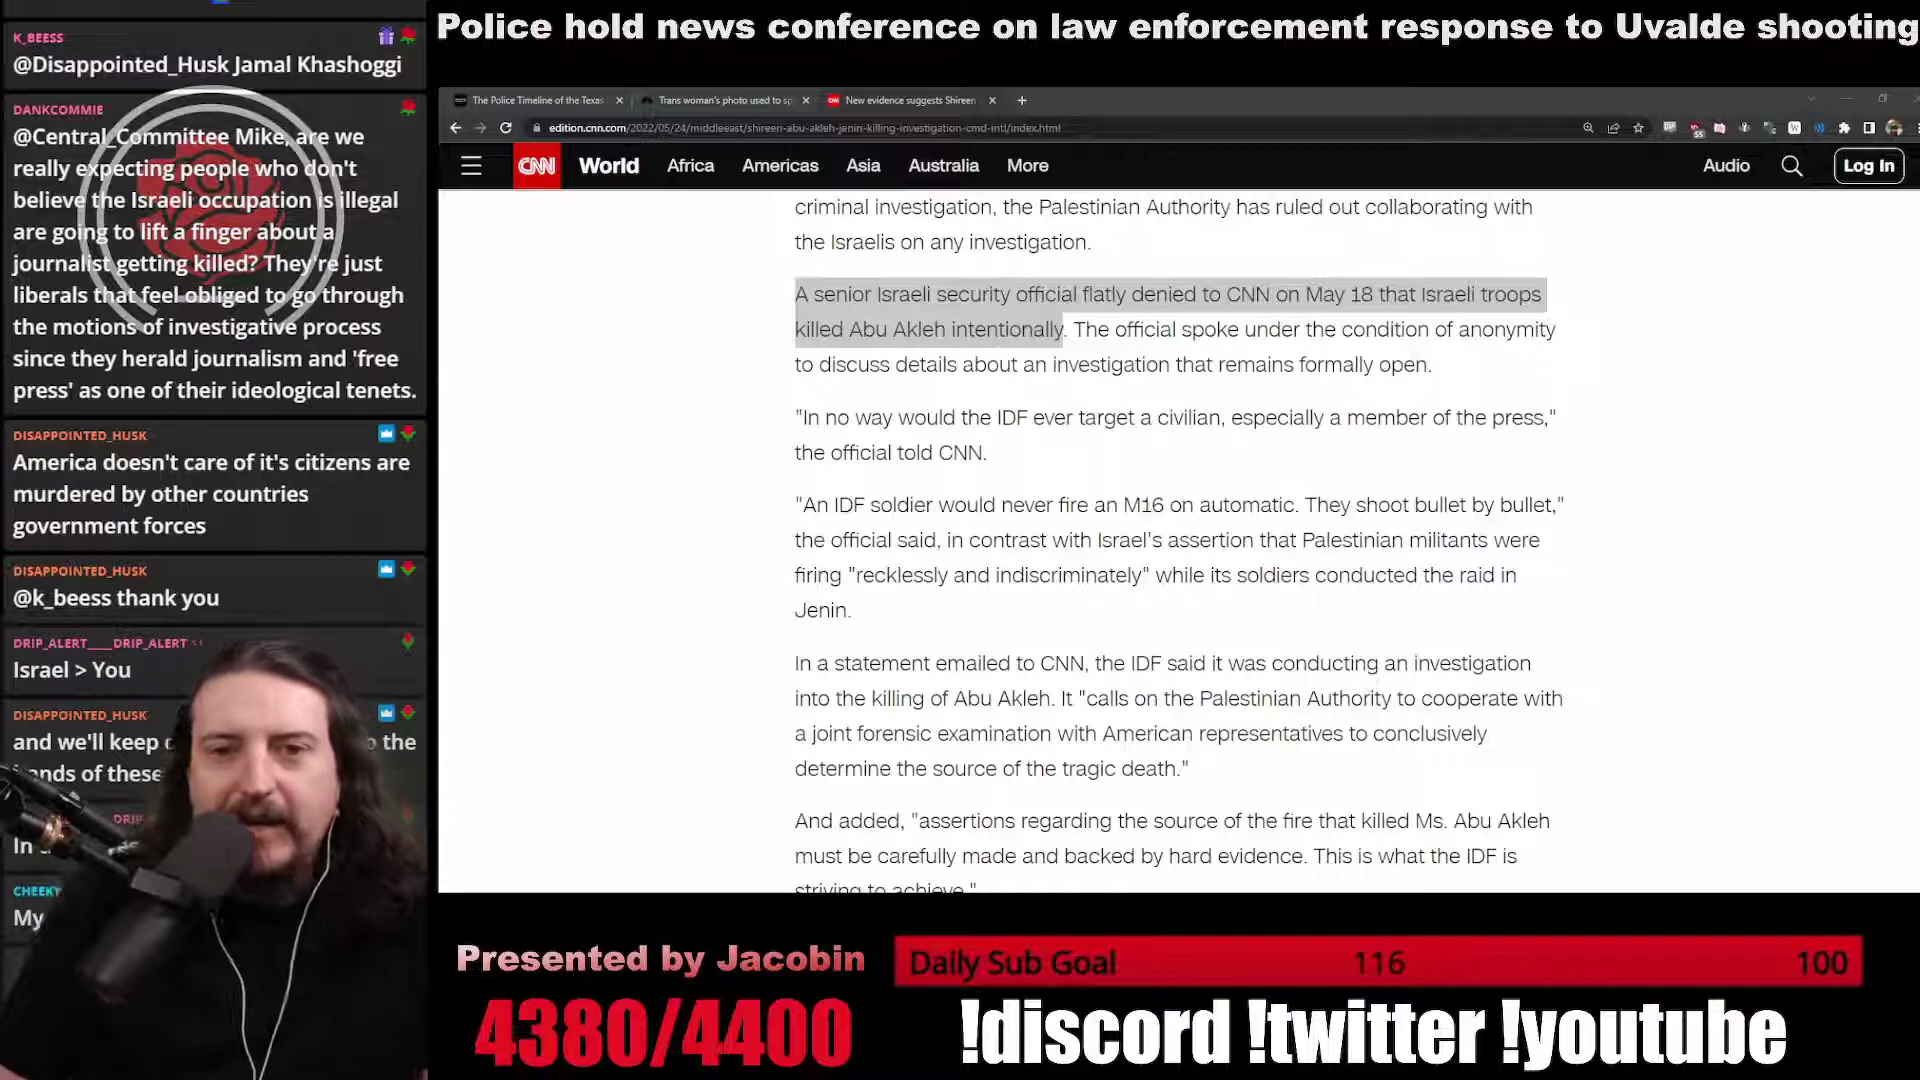 Police hold news conference on law enforcement response to Uvalde shooting
K_BEESS
@Disappointed_Husk Jamal Khashoggi
DANKCOMMIE
@Central_Committee Mike, are we
really expecting people who don't
believe the Israeli occupation is illegal
are going to lift a finger about a
journalist getting killed? They're just
liberals that feel obliged to go through
the motions of investigative process
since they herald journalism and 'free
press' as one of their ideological tenets.
DISAPPOINTED_HUSK
America doesn't care of it's citizens are
murdered by other countries
government forces
DISAPPOINTED_HUSK
@k_beess thank you
DRIP_ALERT____DRIP_ALERT
Israel > You
DISAPPOINTED_HUSK
and we'll keep the
of these
DRIP
In
CHEEKY
My
The Police Timeline of the Texas
Trans woman's photo used to sp
New evidence suggests Shireen
edition.cnn.com/2022/05/24/middleeast/shireen-abu-akleh-jenin-killing-investigation-cmd-intl/index.html
CNN World Africa Americas Asia Australia More Audio Log In
criminal investigation, the Palestinian Authority has ruled out collaborating with
the Israelis on any investigation.
A senior Israeli security official flatly denied to CNN on May 18 that Israeli troops
killed Abu Akleh intentionally. The official spoke under the condition of anonymity
to discuss details about an investigation that remains formally open.
"In no way would the IDF ever target a civilian, especially a member of the press,"
the official told CNN.
"An IDF soldier would never fire an M16 on automatic. They shoot bullet by bullet,"
the official said, in contrast with Israel's assertion that Palestinian militants were
firing "recklessly and indiscriminately" while its soldiers conducted the raid in
Jenin.
In a statement emailed to CNN, the IDF said it was conducting an investigation
into the killing of Abu Akleh. It "calls on the Palestinian Authority to cooperate with
a joint forensic examination with American representatives to conclusively
determine the source of the tragic death."
And added, "assertions regarding the source of the fire that killed Ms. Abu Akleh
must be carefully made and backed by hard evidence. This is what the IDF is
striving to achieve."
Presented by Jacobin
4380/4400
Daily Sub Goal 116 100
!discord !twitter !youtube